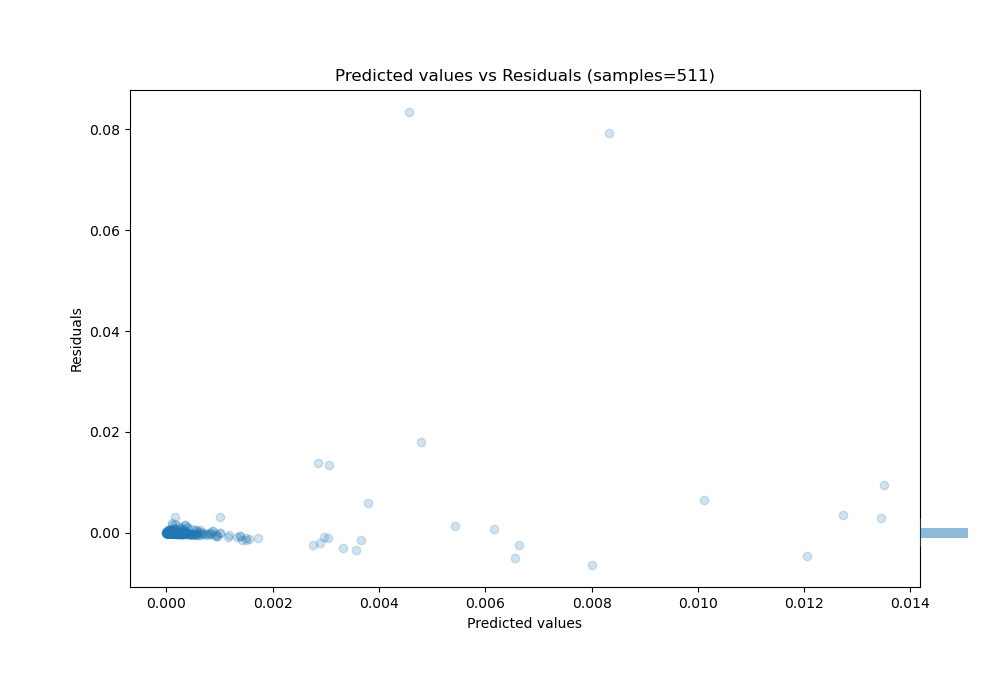 Predicted values vs Residuals (samples=511)
0.08
0.06
0.04
0.02
0.00
Residuals
0.000 0.002 0.004 0.006 0.008 0.010 0.012 0.014
Predicted values